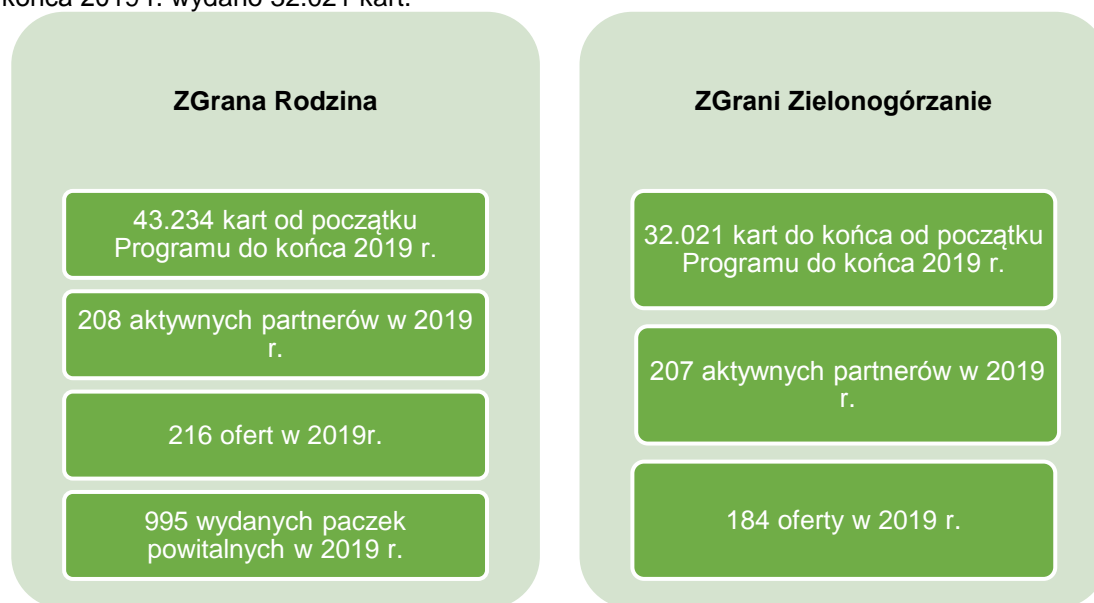 końca 2019 r. wydano 32.021 kart.
ZGrana Rodzina
43.234 kart od początku
Programu do końca 2019 r.
208 aktywnych partnerów w 2019
r.
216 ofert w 2019r.
995 wydanych paczek
powitalnych w 2019 r.
ZGrani Zielonogórzanie
32.021 kart do końca od początku
Programu do końca 2019 r.
207 aktywnych partnerów w 2019
r.
184 oferty w 2019 r.